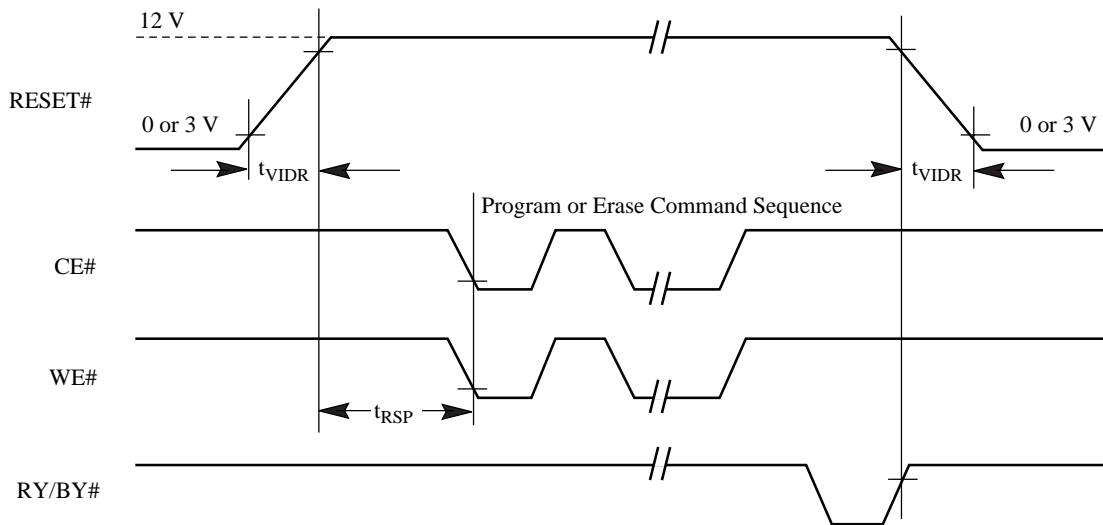 12 V
RESET#
0 or 3 V
0 or 3 V
tVIDR
tVIDR
Program or Erase Command Sequence
CE#
WE#
tRSP
RY/BY#